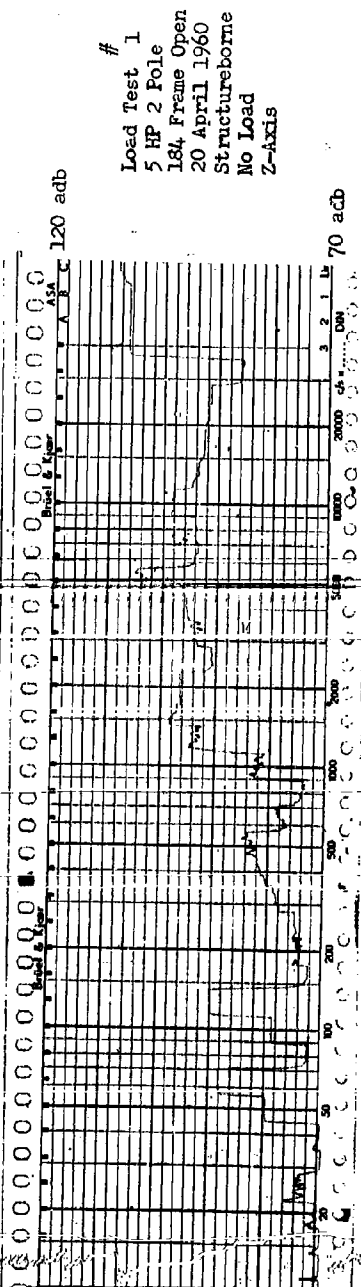 Load Test # 1
5 HP 2 Pole
184 Frame Open
20 April 1960
Structureborne
No Load
Z-Axis
120 adb
70 adb
Brüel & Kjær
Brüel & Kjær
ASA
A B C
20
50
100
200
500
1000
2000
5000
10000
20000
3 2 1
DIN